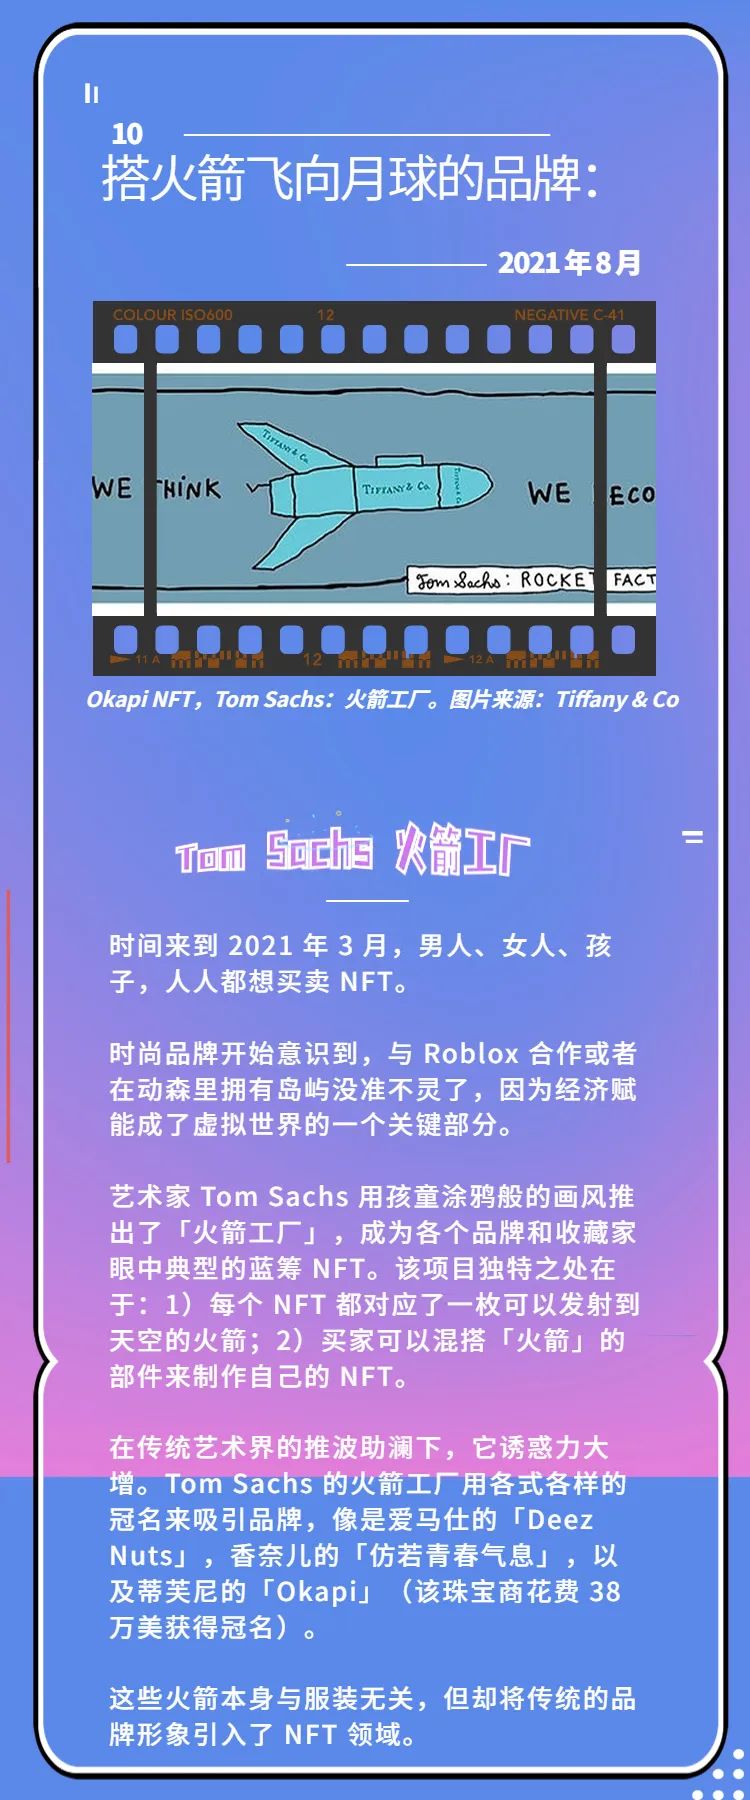 10
搭火箭飞向月球的品牌：
2021年8月
COLOUR ISO600 12 NEGATIVE C-41
TIFFANY & Co.
WE THiNK TIFFANY & Co. TIFFANY & Co. WE ECO
Tom Sachs: ROCKET FACT
11 A 12 12 A
Okapi NFT，Tom Sachs：火箭工厂。图片来源：Tiffany & Co
Tom Sachs 火箭工厂
时间来到 2021 年 3 月，男人、女人、孩
子，人人都想买卖 NFT。
时尚品牌开始意识到，与 Roblox 合作或者
在动森里拥有岛屿没准不灵了，因为经济赋
能成了虚拟世界的一个关键部分。
艺术家 Tom Sachs 用孩童涂鸦般的画风推
出了「火箭工厂」，成为各个品牌和收藏家
眼中典型的蓝筹 NFT。该项目独特之处在
于：1）每个 NFT 都对应了一枚可以发射到
天空的火箭；2）买家可以混搭「火箭」的
部件来制作自己的 NFT。
在传统艺术界的推波助澜下，它诱惑力大
增。Tom Sachs 的火箭工厂用各式各样的
冠名来吸引品牌，像是爱马仕的「Deez
Nuts」，香奈儿的「仿若青春气息」，以
及蒂芙尼的「Okapi」（该珠宝商花费 38
万美获得冠名）。
这些火箭本身与服装无关，但却将传统的品
牌形象引入了 NFT 领域。